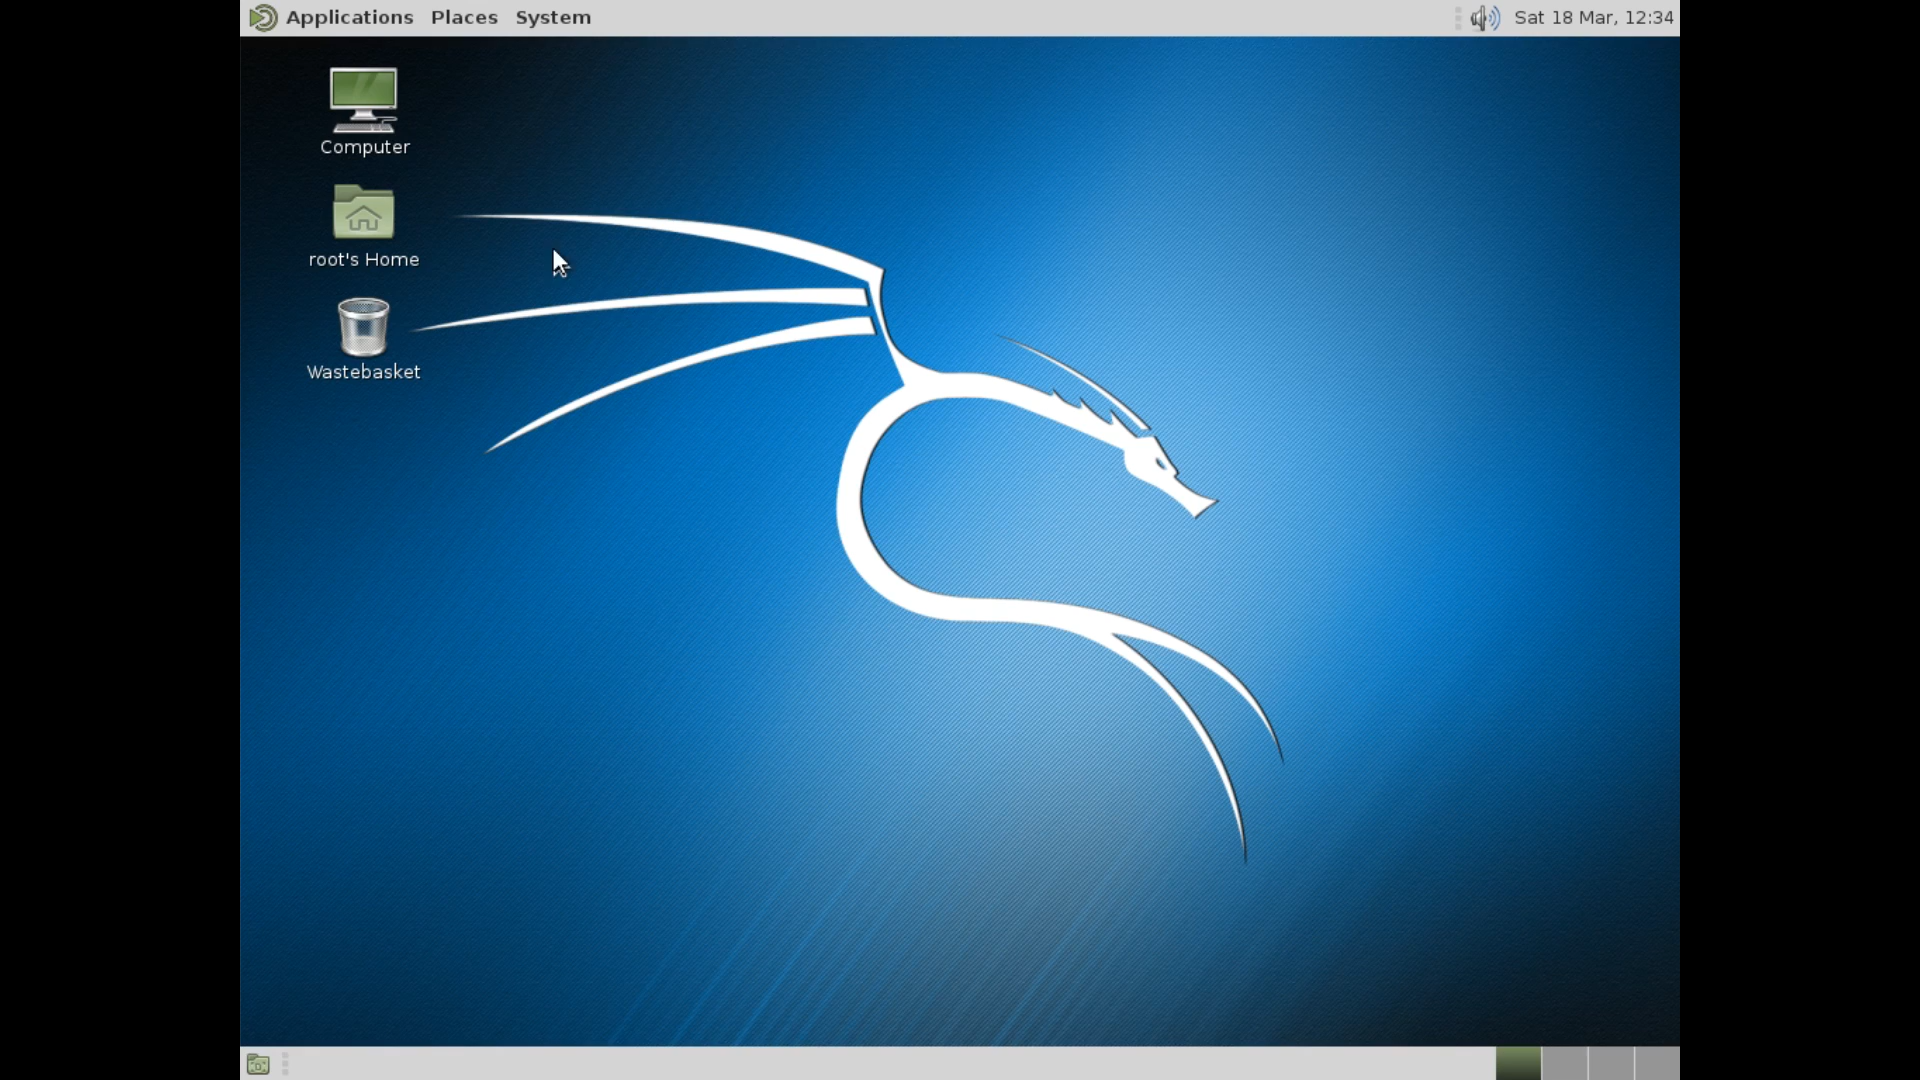 Applications Places System
Sat 18 Mar, 12:34
Computer
root's Home
Wastebasket